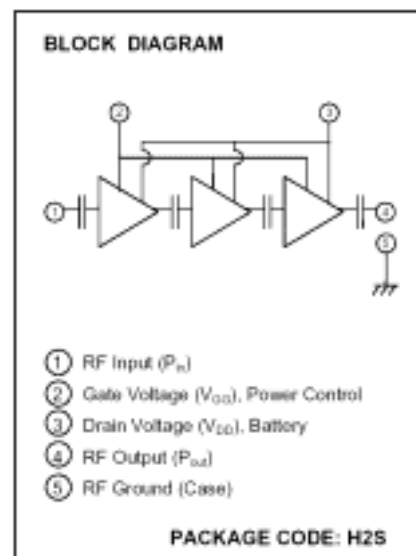 BLOCK DIAGRAM
2 3
1 4
5
1 RF Input (Pin)
2 Gate Voltage (VGG), Power Control
3 Drain Voltage (VDD), Battery
4 RF Output (Pout)
5 RF Ground (Case)
PACKAGE CODE: H2S